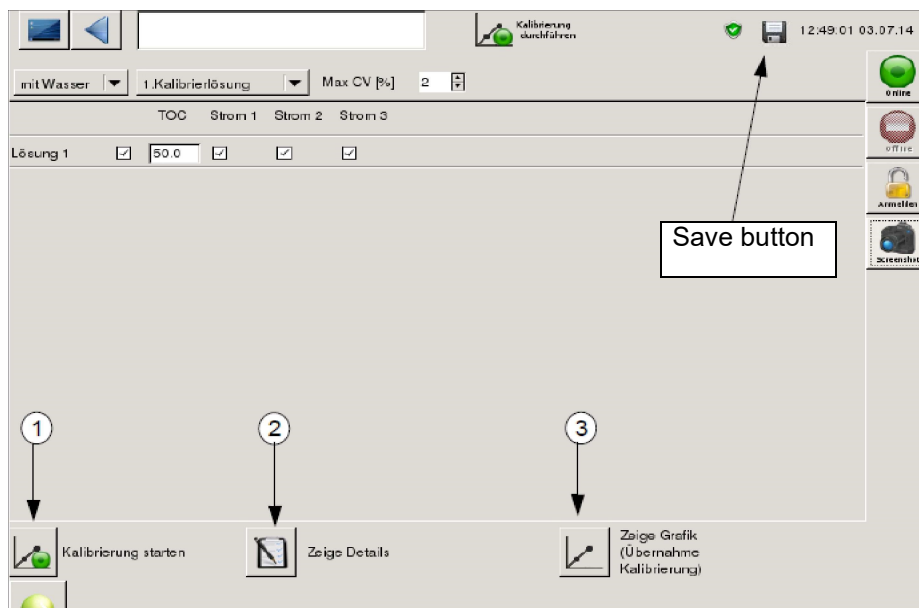 Kalibrierung
durchführen
12:49:01 03.07.14
mit Wasser
1.Kalibrierlösung
Max CV [%]
2
Online
TOC Strom 1 Strom 2 Strom 3
offline
Lösung 1 50.0
Anmelden
Save button
Screenshot
1
2
3
Kalibrierung starten
Zeige Details
Zeige Grafik
(Übernahme
Kalibrierung)